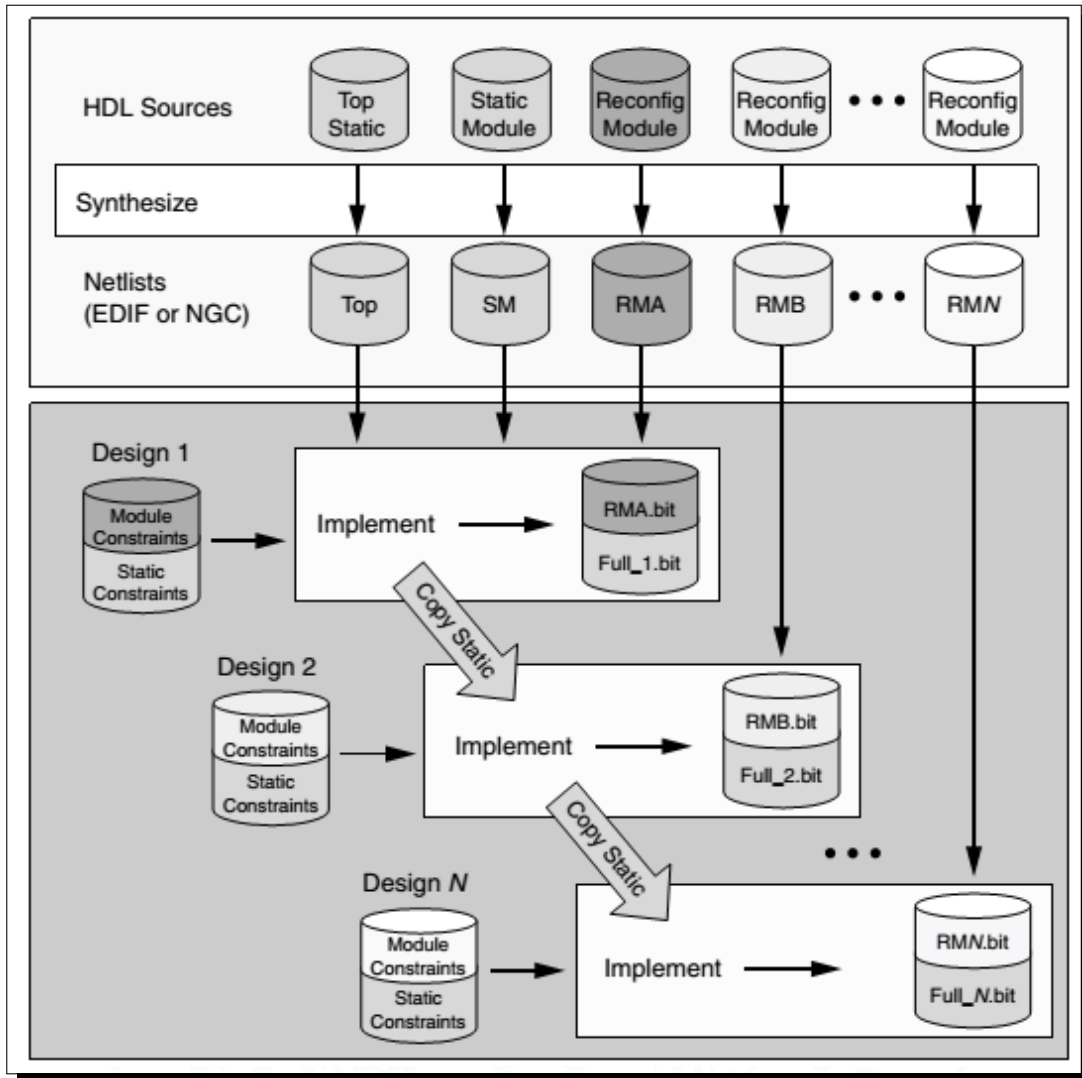 HDL Sources
Top
Static
Static
Module
Reconfig
Module
Reconfig
Module
Reconfig
Module
Synthesize
Netlists
(EDIF or NGC)
Top
SM
RMA
RMB
RMN
Design 1
Module
Constraints
Static
Constraints
Implement
RMA.bit
Full_1.bit
Copy Static
Design 2
Module
Constraints
Static
Constraints
Implement
RMB.bit
Full_2.bit
Copy Static
Design N
Module
Constraints
Static
Constraints
Implement
RMN.bit
Full_N.bit